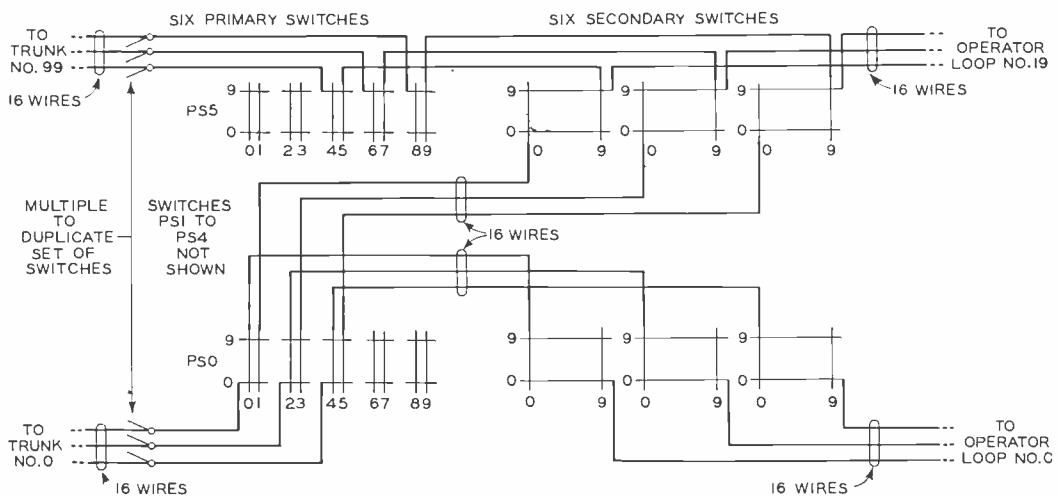 SIX PRIMARY SWITCHES
SIX SECONDARY SWITCHES
TO
TRUNK
NO. 99
16 WIRES
TO
OPERATOR
LOOP NO. 19
16 WIRES
PS5
9
0
01 23 45 67 89
9
0
0 9
9
0
0 9
9
0
0 9
MULTIPLE
TO
DUPLICATE
SET OF
SWITCHES
SWITCHES
PS1 TO
PS4
NOT
SHOWN
16 WIRES
PS0
9
0
01 23 45 67 89
9
0
0 9
9
0
0 9
9
0
0 9
TO
TRUNK
NO. 0
16 WIRES
TO
OPERATOR
LOOP NO.
16 WIRES